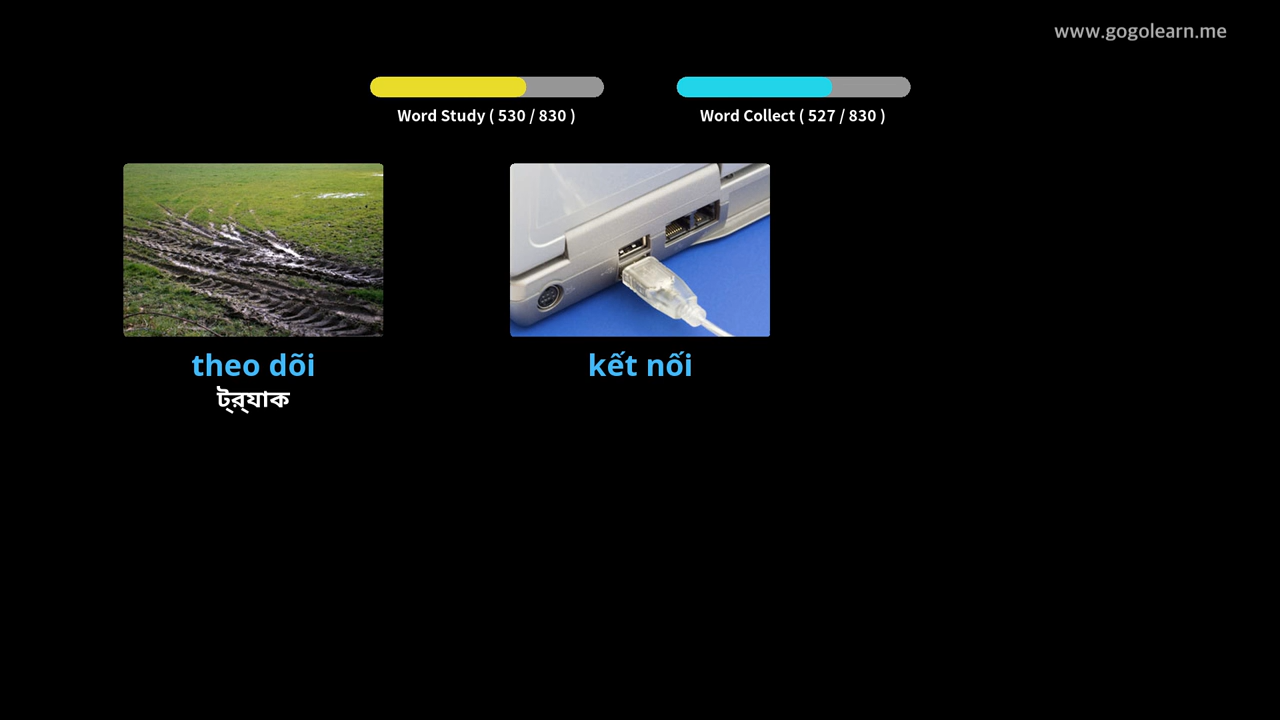 www.gogolearn.me
Word Study ( 530 / 830 )
Word Collect ( 527 / 830 )
theo dõi
kết nối
ট্র্যাক